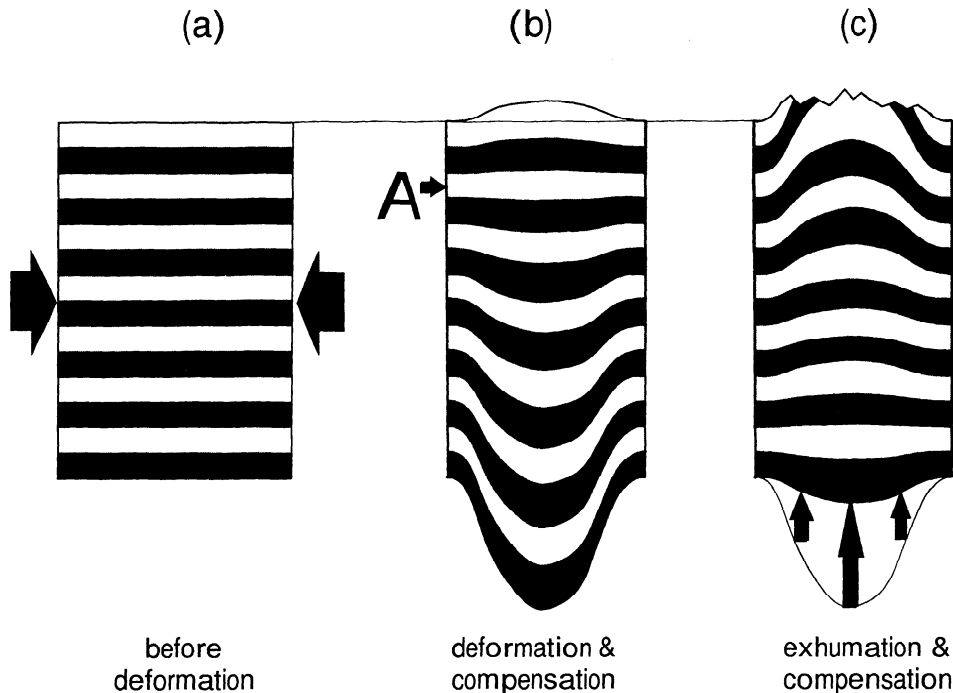 (a)
(b)
(c)
A
before
deformation
deformation &
compensation
exhumation &
compensation